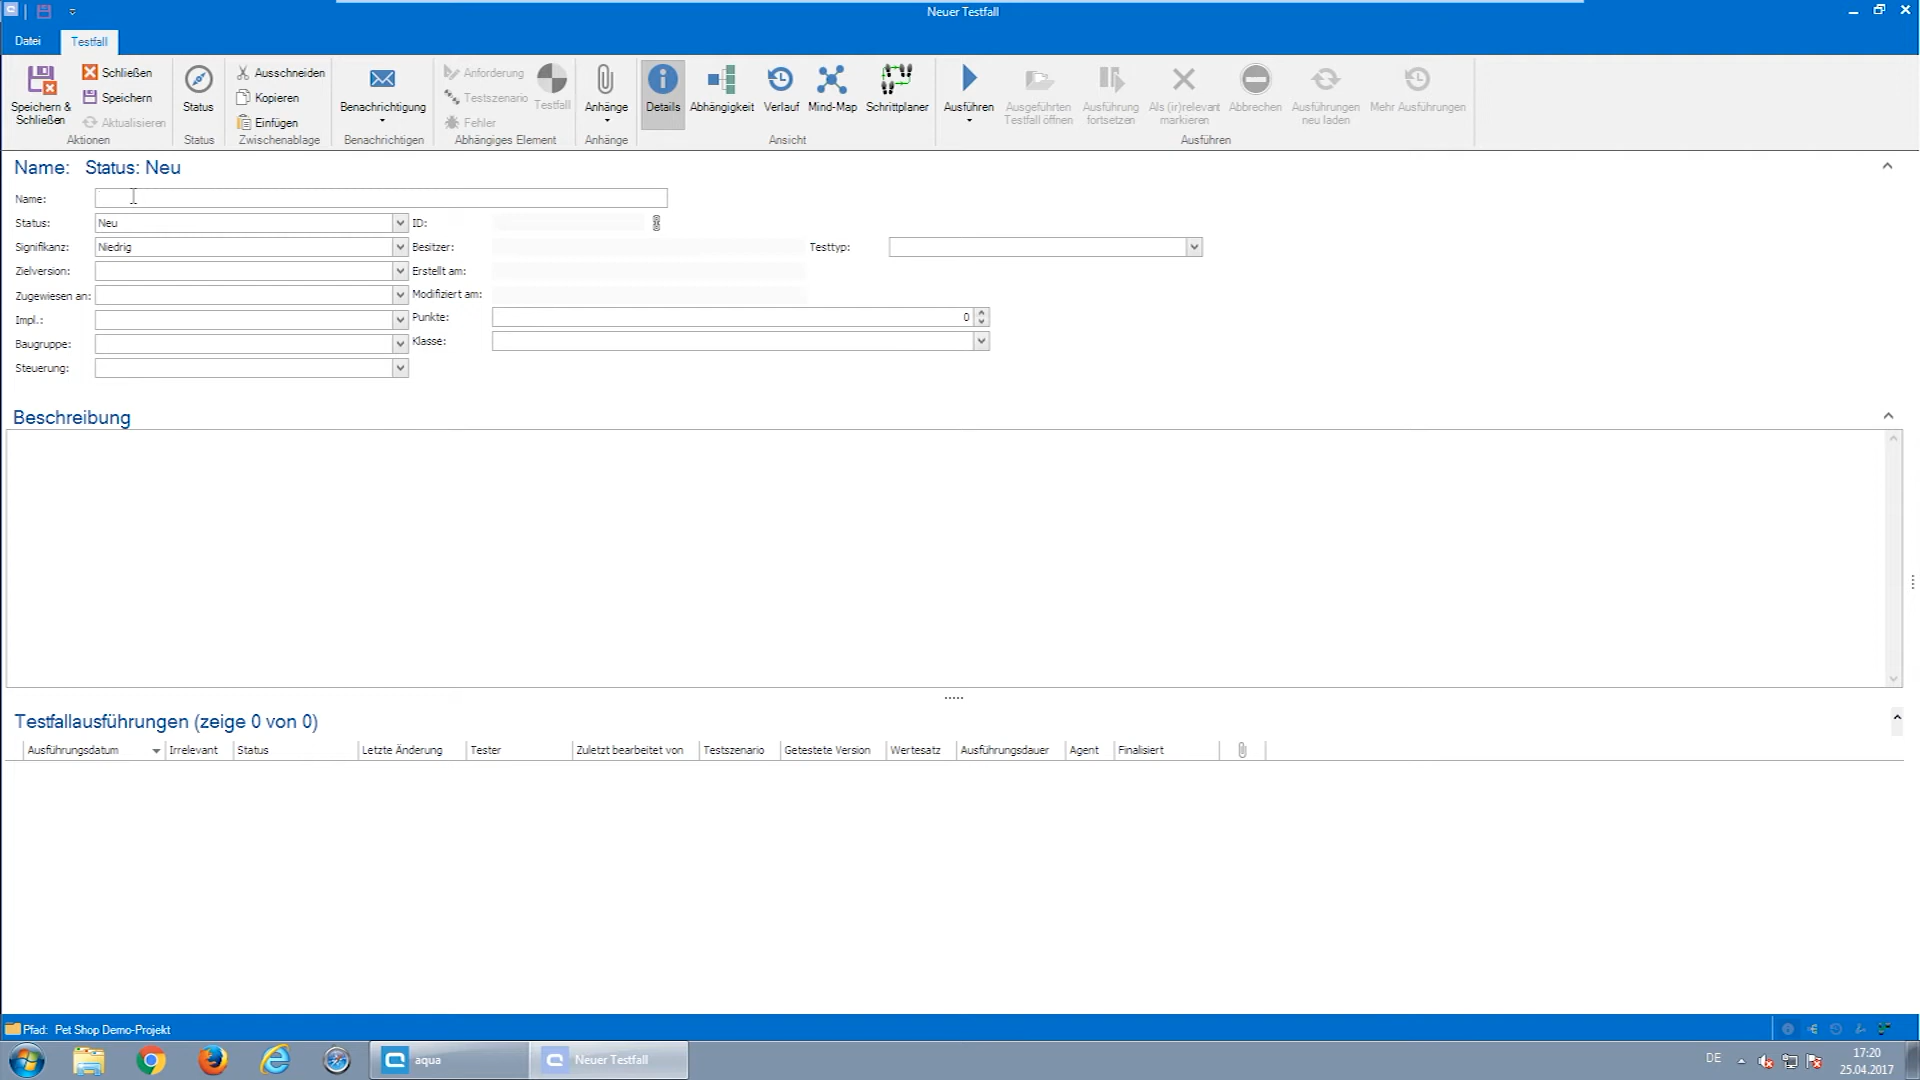 Neuer Testfall
Datei Testfall
Speichern & Schließen
Schließen
Speichern
Aktualisieren
Aktionen
Status
Status
Ausschneiden
Kopieren
Einfügen
Zwischenablage
Benachrichtigung
Benachrichtigen
Anforderung
Testszenario
Fehler
Testfall
Abhängiges Element
Anhänge
Anhänge
Details Abhängigkeit Verlauf Mind-Map Schrittplaner
Ansicht
Ausführen
Ausgeführten Testfall öffnen
Ausführung fortsetzen
Als (ir)relevant markieren
Abbrechen
Ausführungen neu laden
Mehr Ausführungen
Ausführen
Name: Status: Neu
Name:
Status: Neu ID:
Signifikanz: Niedrig Besitzer: Testtyp:
Zielversion: Erstellt am:
Zugewiesen an: Modifiziert am:
Impl.: Punkte: 0
Baugruppe: Klasse:
Steuerung:
Beschreibung
Testfallausführungen (zeige 0 von 0)
Ausführungsdatum Irrelevant Status Letzte Änderung Tester Zuletzt bearbeitet von Testszenario Getestete Version Wertesatz Ausführungsdauer Agent Finalisiert
Pfad: Pet Shop Demo-Projekt
aqua Neuer Testfall DE 17:20
25.04.2017